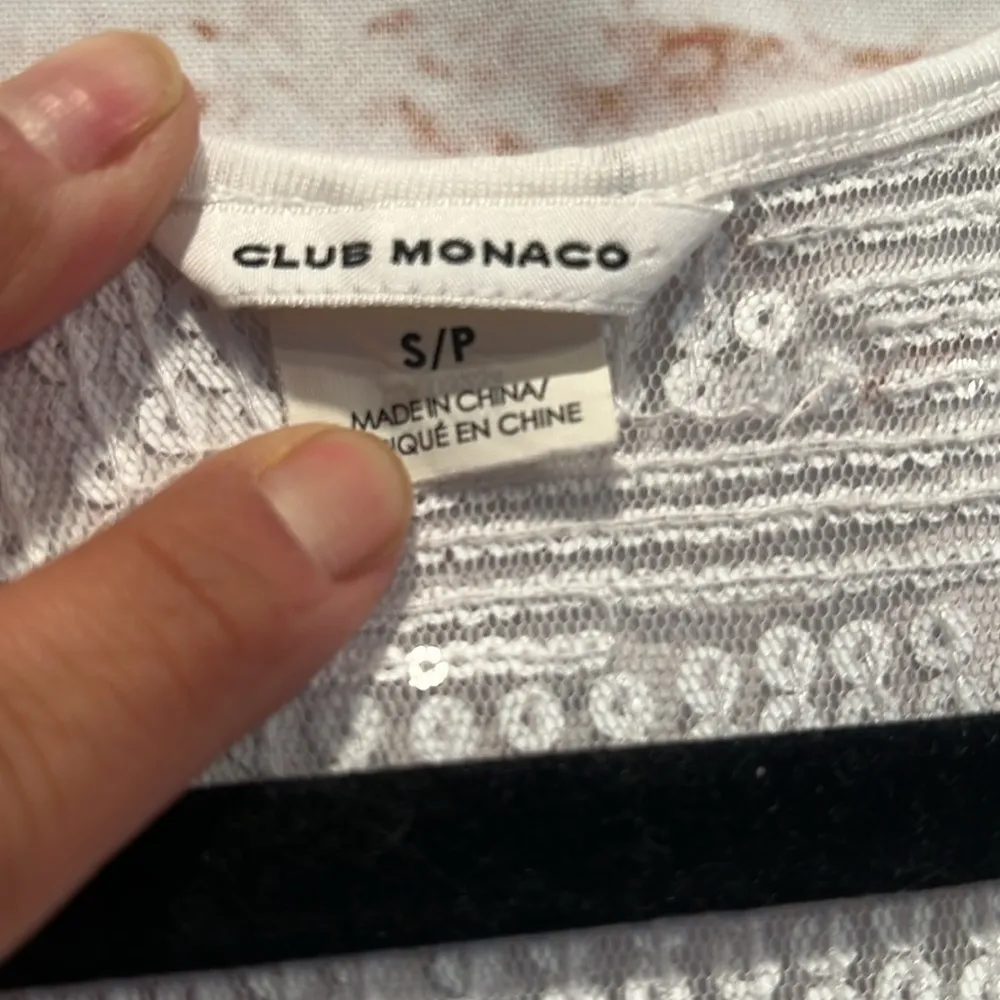 CLUB MONACO
S/P
MADE IN CHINA/
EN CHINE